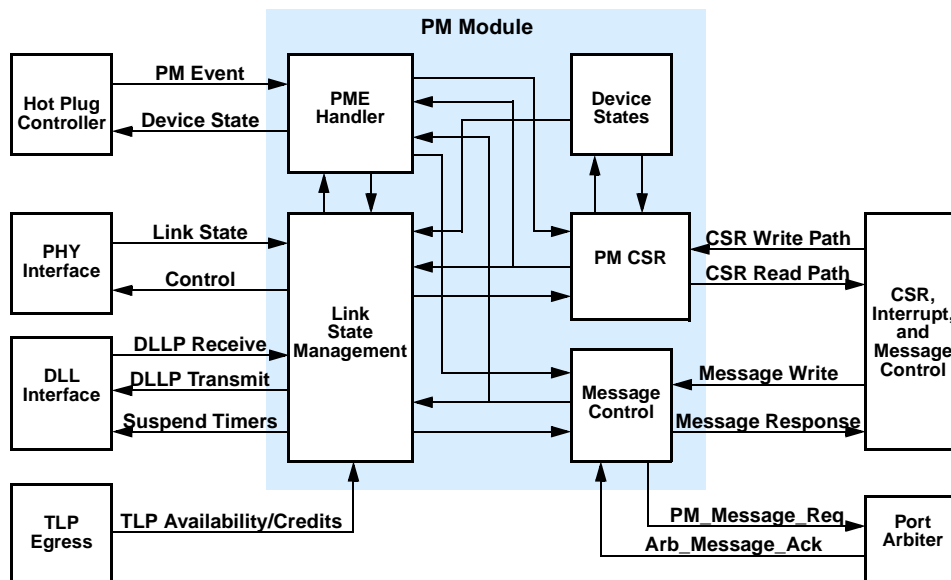 PM Module
Hot Plug
Controller
PM Event
Device State
PME
Handler
Device
States
PHY
Interface
Link State
Control
Link
State
Management
PM CSR
CSR Write Path
CSR Read Path
CSR,
Interrupt,
and
Message
Control
DLL
Interface
DLLP Receive
DLLP Transmit
Suspend Timers
Message
Control
Message Write
Message Response
TLP
Egress
TLP Availability/Credits
PM_Message_Req
Arb_Message_Ack
Port
Arbiter